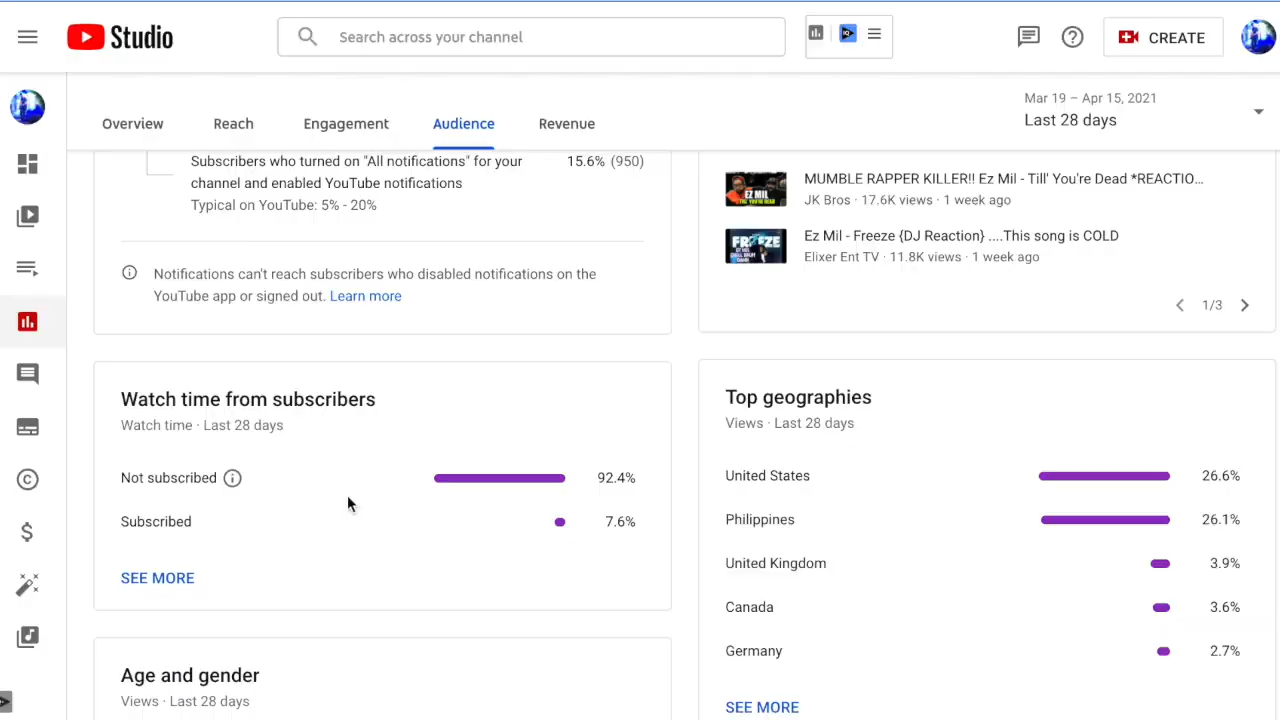 Studio
Search across your channel
CREATE
Overview
Reach
Engagement
Audience
Revenue
Mar 19 – Apr 15, 2021
Last 28 days
Subscribers who turned on "All notifications" for your
channel and enabled YouTube notifications
Typical on YouTube: 5% - 20%
15.6% (950)
Notifications can't reach subscribers who disabled notifications on the
YouTube app or signed out. Learn more
EZ MIL
MUMBLE RAPPER KILLER!! Ez Mil - Till' You're Dead *REACTIO...
JK Bros · 17.6K views · 1 week ago
FREEZE
Ez Mil - Freeze {DJ Reaction} ....This song is COLD
Elixer Ent TV · 11.8K views · 1 week ago
1/3
Watch time from subscribers
Watch time · Last 28 days
Not subscribed 92.4%
Subscribed 7.6%
SEE MORE
Top geographies
Views · Last 28 days
United States 26.6%
Philippines 26.1%
United Kingdom 3.9%
Canada 3.6%
Germany 2.7%
SEE MORE
Age and gender
Views · Last 28 days